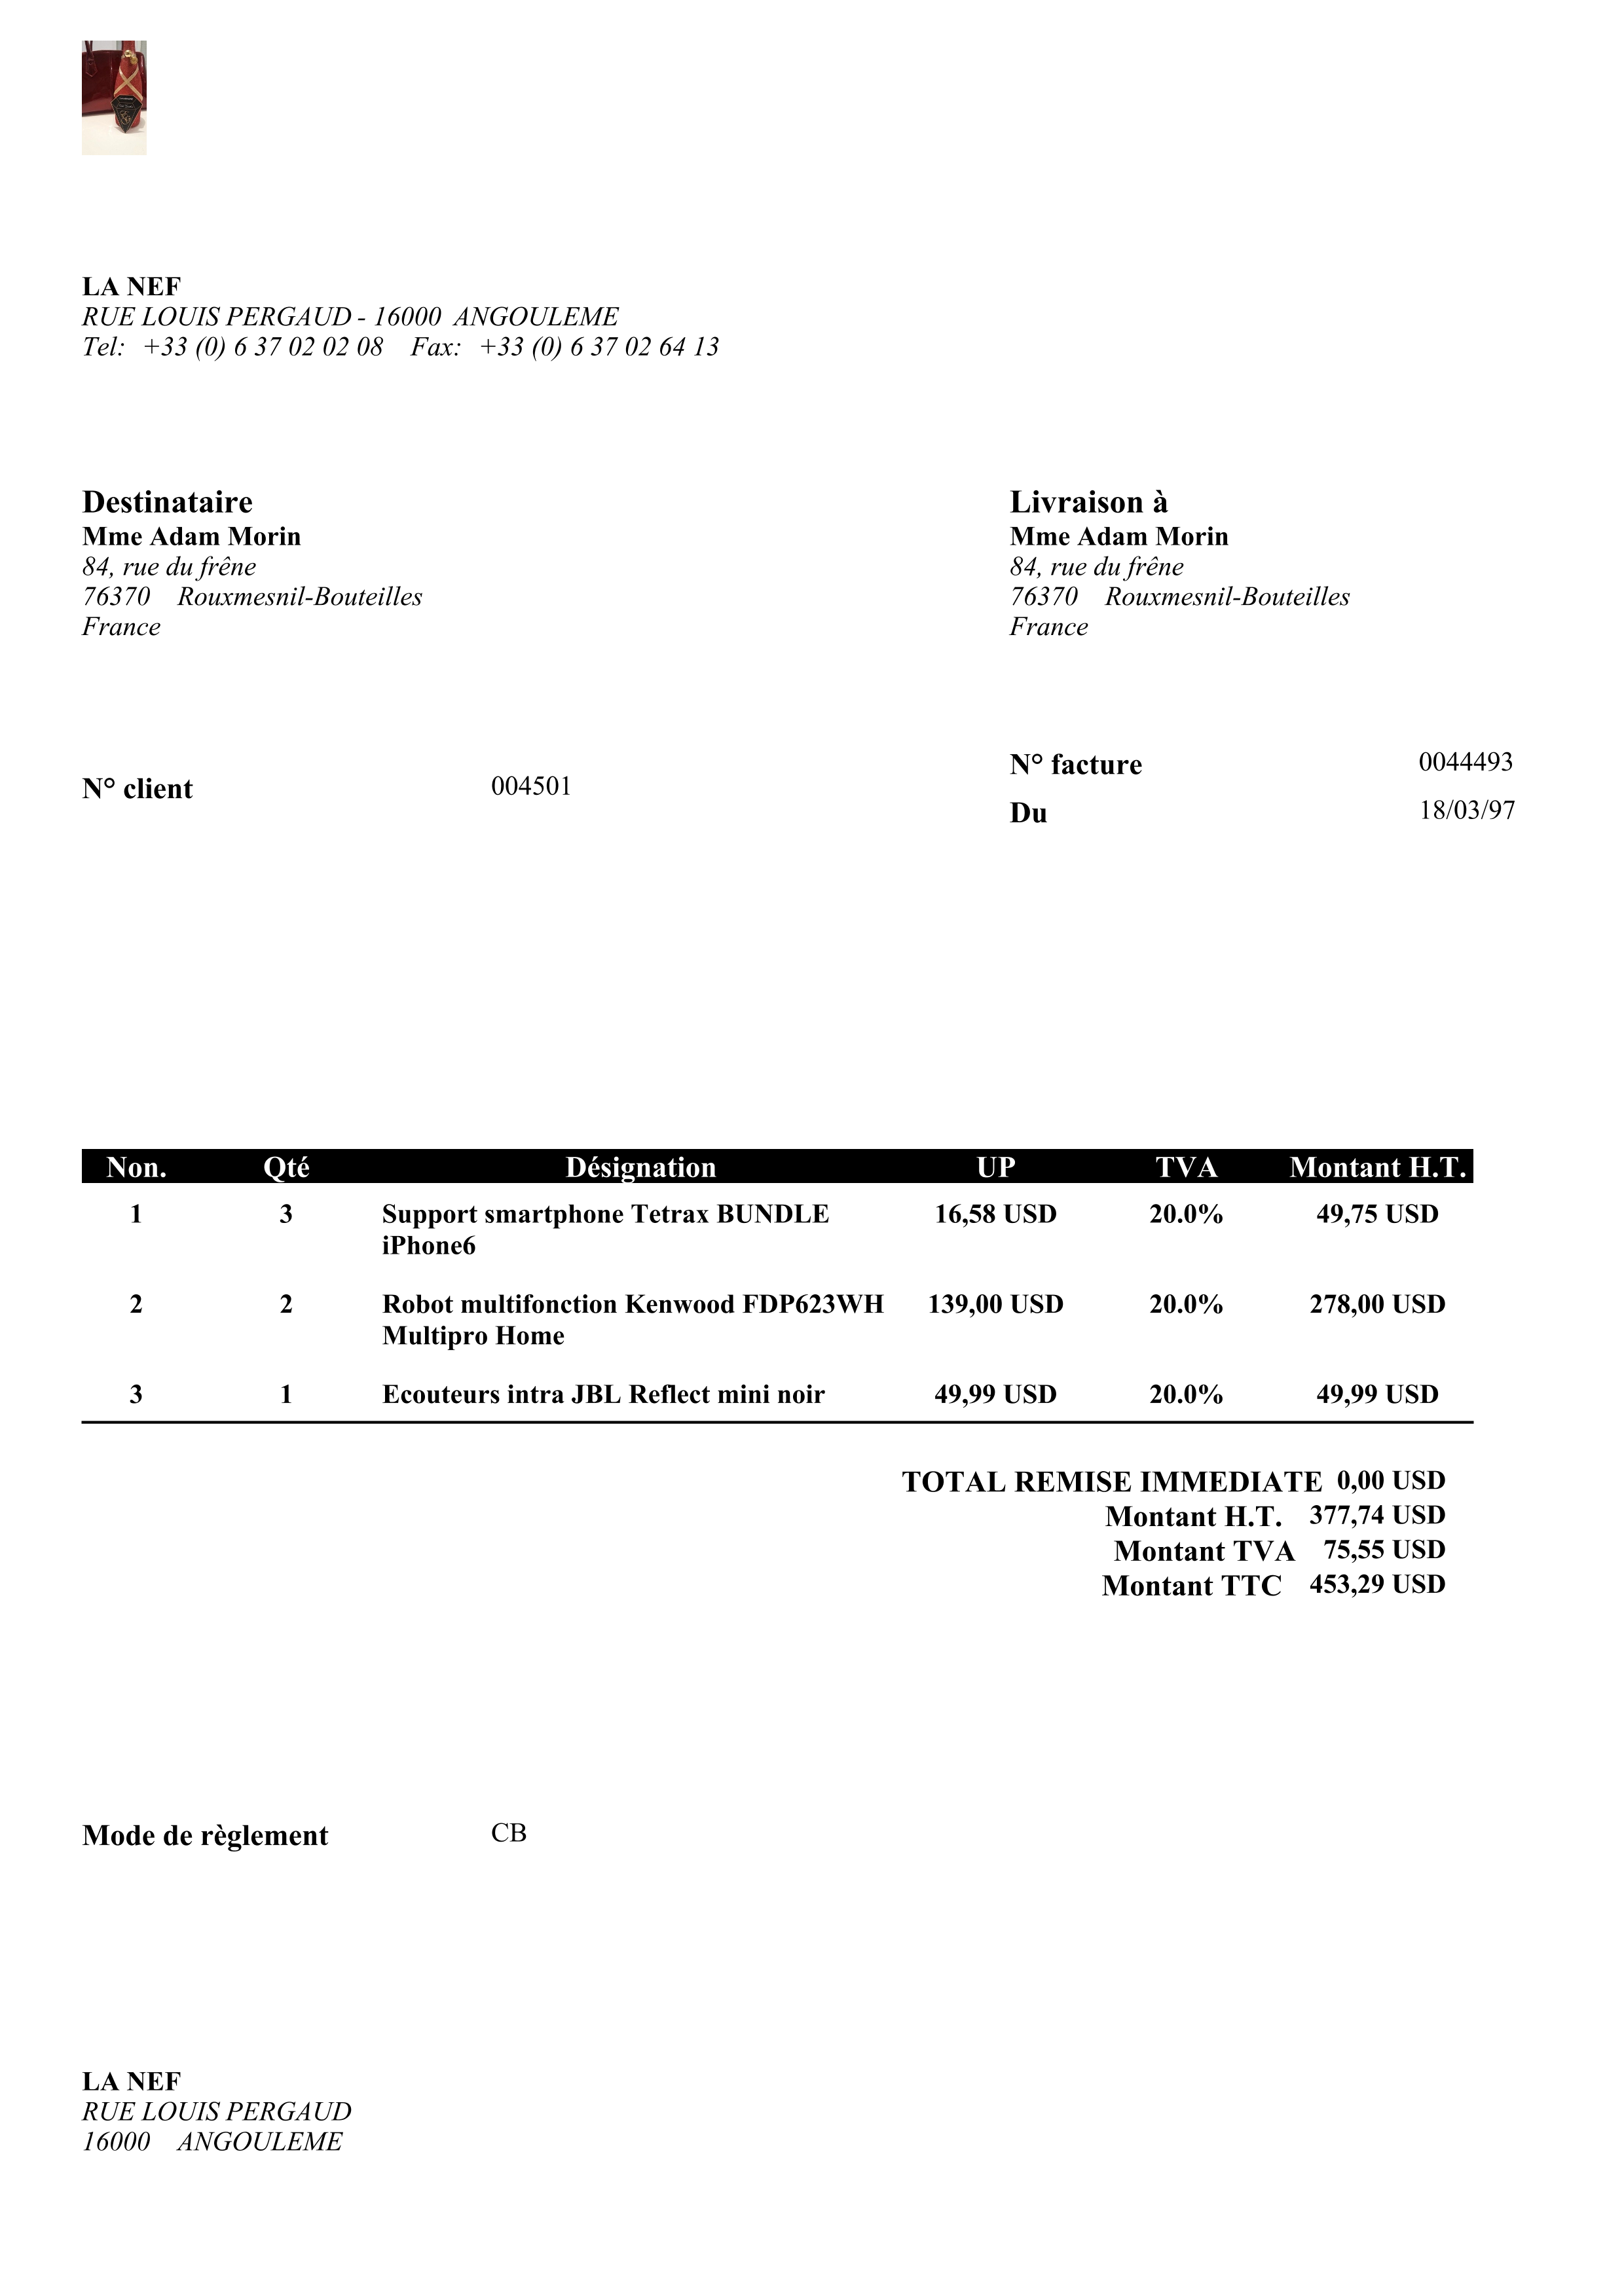 LA NEF
RUE LOUIS PERGAUD - 16000 ANGOULEME
Tel: +33 (0) 6 37 02 02 08 Fax: +33 (0) 6 37 02 64 13
Destinataire
Mme Adam Morin
84, rue du frêne
76370 Rouxmesnil-Bouteilles
France
Livraison à
Mme Adam Morin
84, rue du frêne
76370 Rouxmesnil-Bouteilles
France
N° client 004501
N° facture 0044493
Du 18/03/97
Non. Qté Désignation UP TVA Montant H.T.
1 3 Support smartphone Tetrax BUNDLE 16,58 USD 20.0% 49,75 USD
iPhone6
2 2 Robot multifonction Kenwood FDP623WH 139,00 USD 20.0% 278,00 USD
Multipro Home
3 1 Ecouteurs intra JBL Reflect mini noir 49,99 USD 20.0% 49,99 USD
TOTAL REMISE IMMEDIATE 0,00 USD
Montant H.T. 377,74 USD
Montant TVA 75,55 USD
Montant TTC 453,29 USD
Mode de règlement CB
LA NEF
RUE LOUIS PERGAUD
16000 ANGOULEME